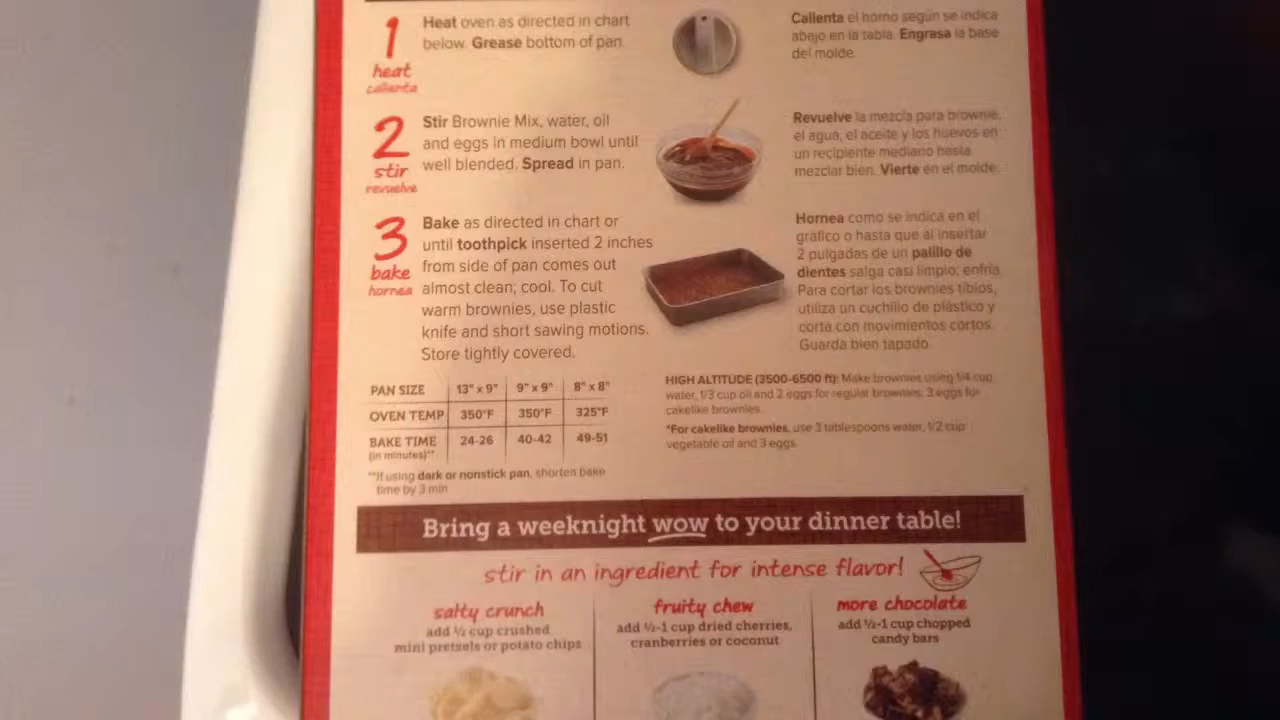 1
heat
calienta
Heat oven as directed in chart
below. Grease bottom of pan.
Calienta el horno según se indica
abajo en la tabla. Engrasa la base
del molde.
2
stir
revuelve
Stir Brownie Mix, water, oil
and eggs in medium bowl until
well blended. Spread in pan.
Revuelve la mezcla para brownie,
el agua, el aceite y los huevos en
un recipiente mediano hasta
mezclar bien. Vierte en el molde.
3
bake
hornea
Bake as directed in chart or
until toothpick inserted 2 inches
from side of pan comes out
almost clean; cool. To cut
warm brownies, use plastic
knife and short sawing motions.
Store tightly covered.
Hornea como se indica en el
gráfico o hasta que al insertar
2 pulgadas de un palillo de
dientes salga casi limpio; enfría.
Para cortar los brownies tibios,
utiliza un cuchillo de plástico y
corta con movimientos cortos.
Guarda bien tapado.
PAN SIZE 13" x 9" 9" x 9" 8" x 8"
OVEN TEMP 350°F 350°F 325°F
BAKE TIME 24-26 40-42 49-51
(in minutes)**
**If using dark or nonstick pan, shorten bake
time by 3 min
HIGH ALTITUDE (3500-6500 ft): Make brownies using 1/4 cup
water, 1/3 cup oil and 2 eggs for regular brownies, 3 eggs for
cakelike brownies.
*For cakelike brownies, use 3 tablespoons water, 1/2 cup
vegetable oil and 3 eggs.
Bring a weeknight wow to your dinner table!
stir in an ingredient for intense flavor!
salty crunch
add ½ cup crushed
mini pretzels or potato chips
fruity chew
add ½-1 cup dried cherries,
cranberries or coconut
more chocolate
add ½-1 cup chopped
candy bars